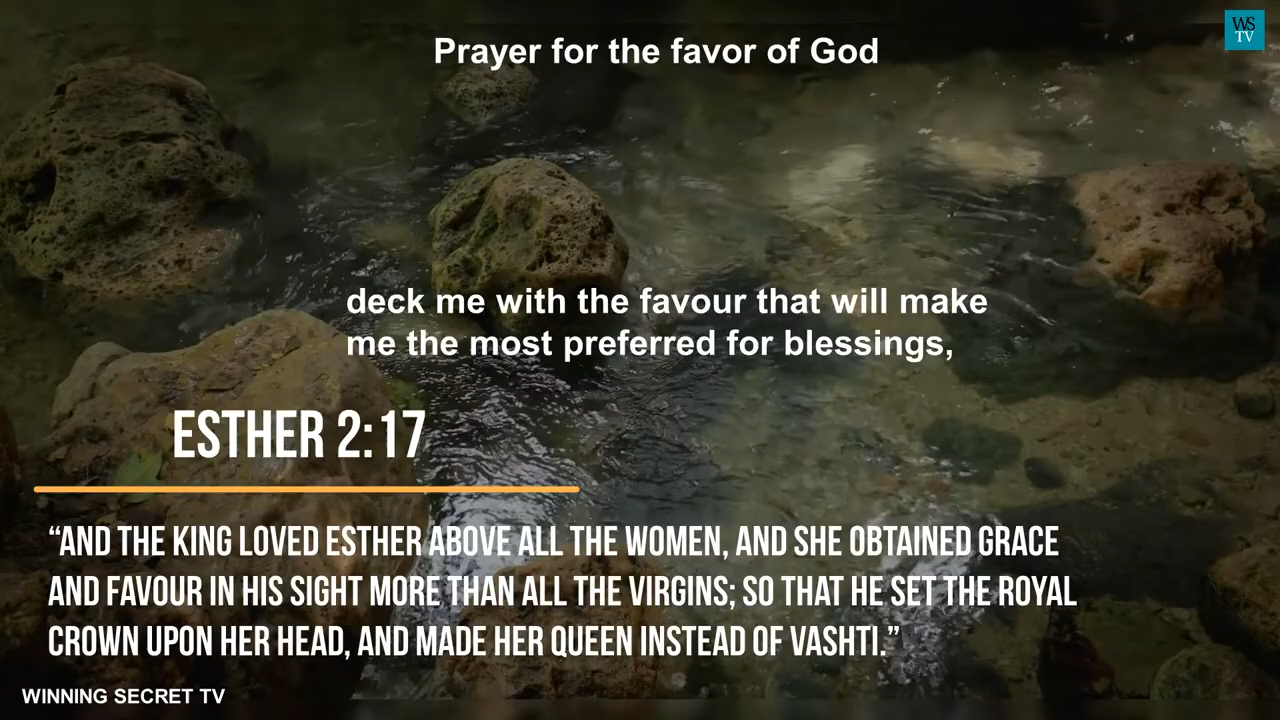 WS
TV
Prayer for the favor of God
deck me with the favour that will make
me the most preferred for blessings,
ESTHER 2:17
“AND THE KING LOVED ESTHER ABOVE ALL THE WOMEN, AND SHE OBTAINED GRACE
AND FAVOUR IN HIS SIGHT MORE THAN ALL THE VIRGINS; SO THAT HE SET THE ROYAL
CROWN UPON HER HEAD, AND MADE HER QUEEN INSTEAD OF VASHTI.”
WINNING SECRET TV